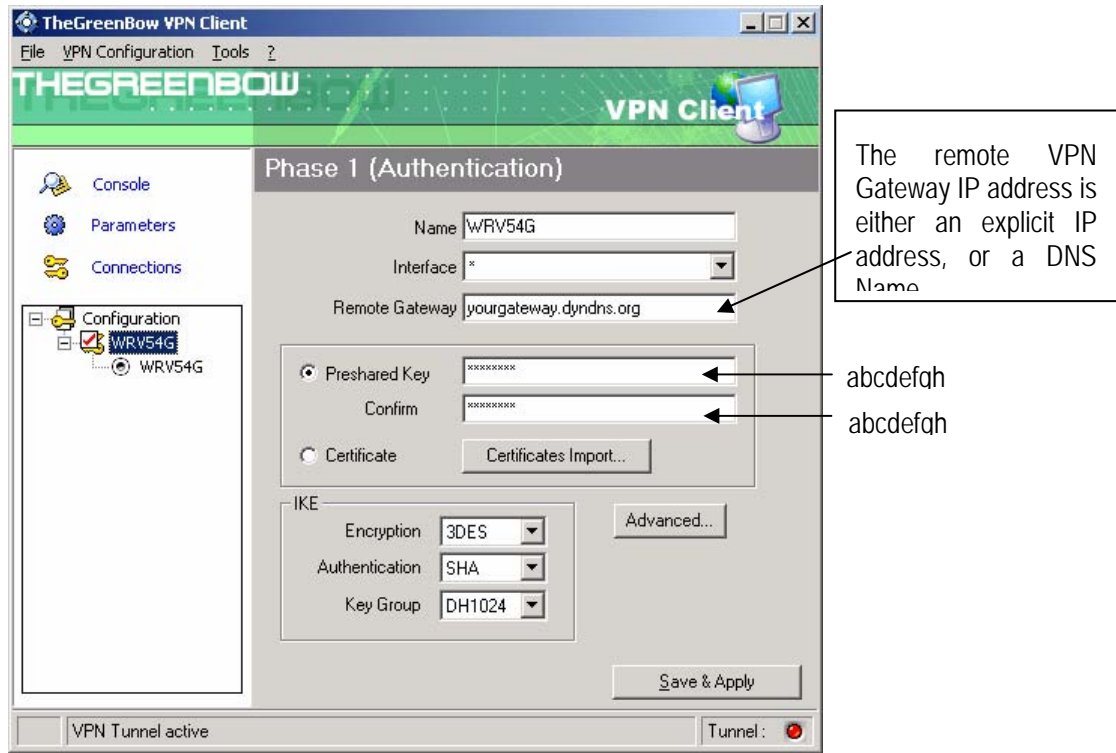 TheGreenBow VPN Client
File VPN Configuration Tools ?
THEGREENBOW
VPN Client
Console
Parameters
Connections
Configuration
WRV54G
WRV54G
Phase 1 (Authentication)
Name WRV54G
Interface *
Remote Gateway yourgateway.dyndns.org
Preshared Key ********
Confirm ********
Certificate Certificates Import...
IKE
Encryption 3DES
Authentication SHA
Key Group DH1024
Advanced...
Save & Apply
VPN Tunnel active
Tunnel :
The remote VPN
Gateway IP address is
either an explicit IP
address, or a DNS
Name
abcdefgh
abcdefgh